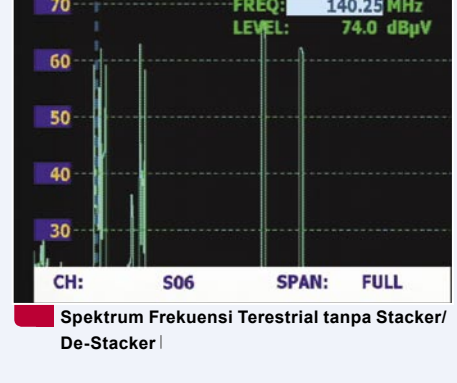 70
FREQ: 140.25 MHz
LEVEL: 74.0 dBµV
60
50
40
30
CH: S06 SPAN: FULL
Spektrum Frekuensi Terestrial tanpa Stacker/
De-Stacker